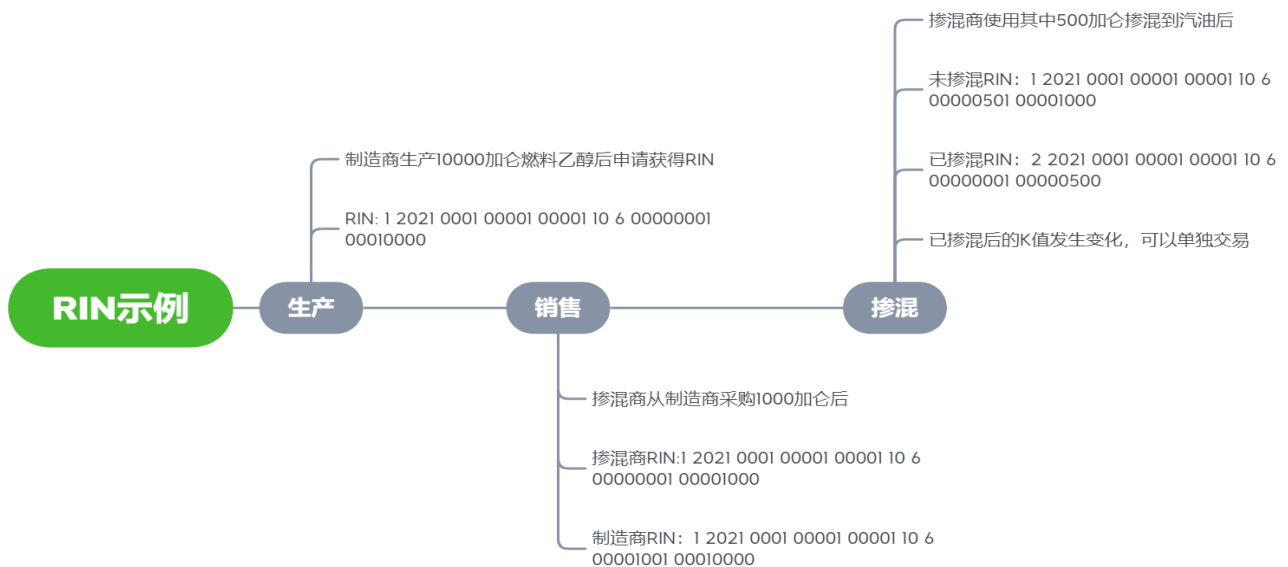 RIN示例
生产
制造商生产10000加仑燃料乙醇后申请获得RIN
RIN: 1 2021 0001 00001 00001 10 6 00000001
00010000
销售
掺混商从制造商采购1000加仑后
掺混商RIN:1 2021 0001 00001 00001 10 6
00000001 00001000
制造商RIN：1 2021 0001 00001 00001 10 6
00001001 00010000
掺混
掺混商使用其中500加仑掺混到汽油后
未掺混RIN：1 2021 0001 00001 00001 10 6
00000501 00001000
已掺混RIN：2 2021 0001 00001 00001 10 6
00000001 00000500
已掺混后的K值发生变化，可以单独交易